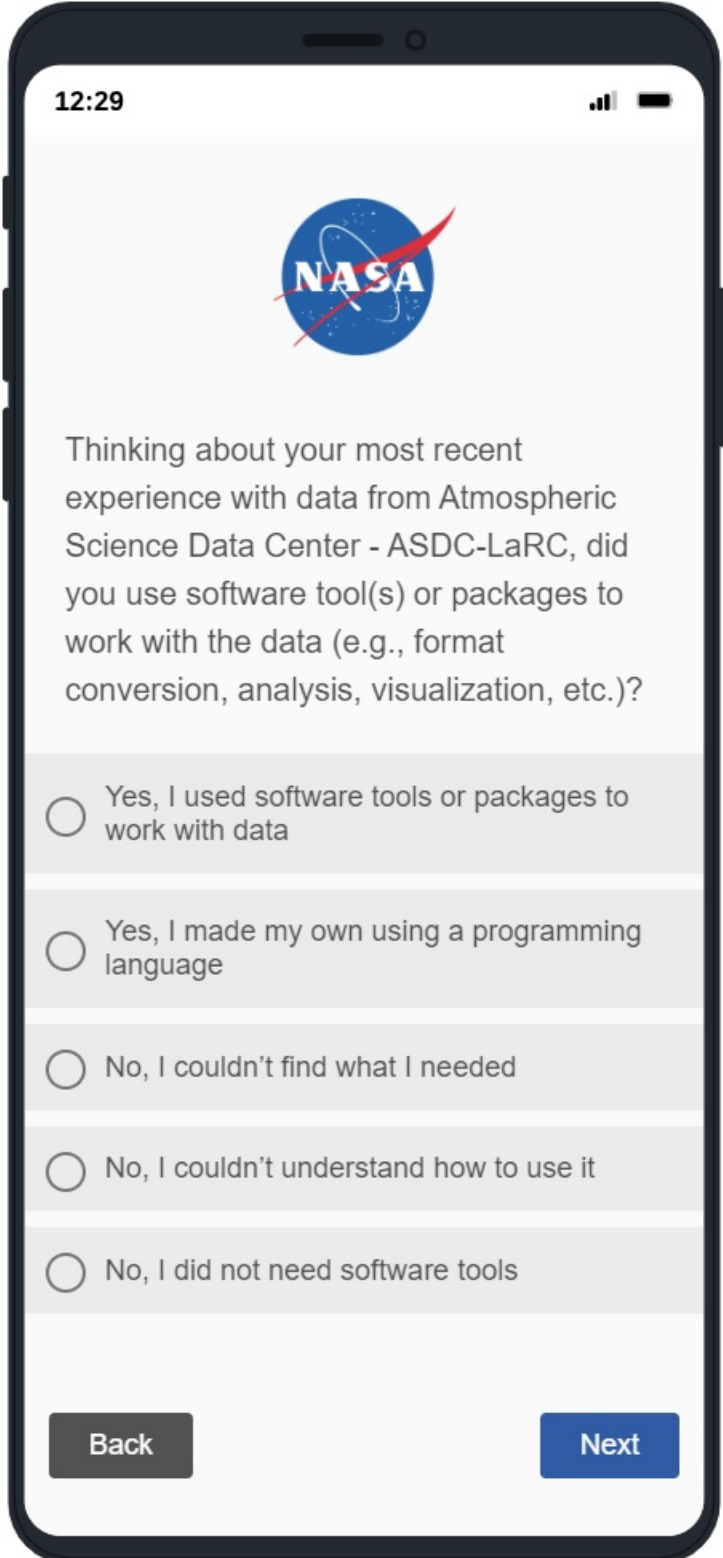 12:29
NASA
Thinking about your most recent
experience with data from Atmospheric
Science Data Center - ASDC-LaRC, did
you use software tool(s) or packages to
work with the data (e.g., format
conversion, analysis, visualization, etc.)?
Yes, I used software tools or packages to
work with data
Yes, I made my own using a programming
language
No, I couldn’t find what I needed
No, I couldn’t understand how to use it
No, I did not need software tools
Back
Next